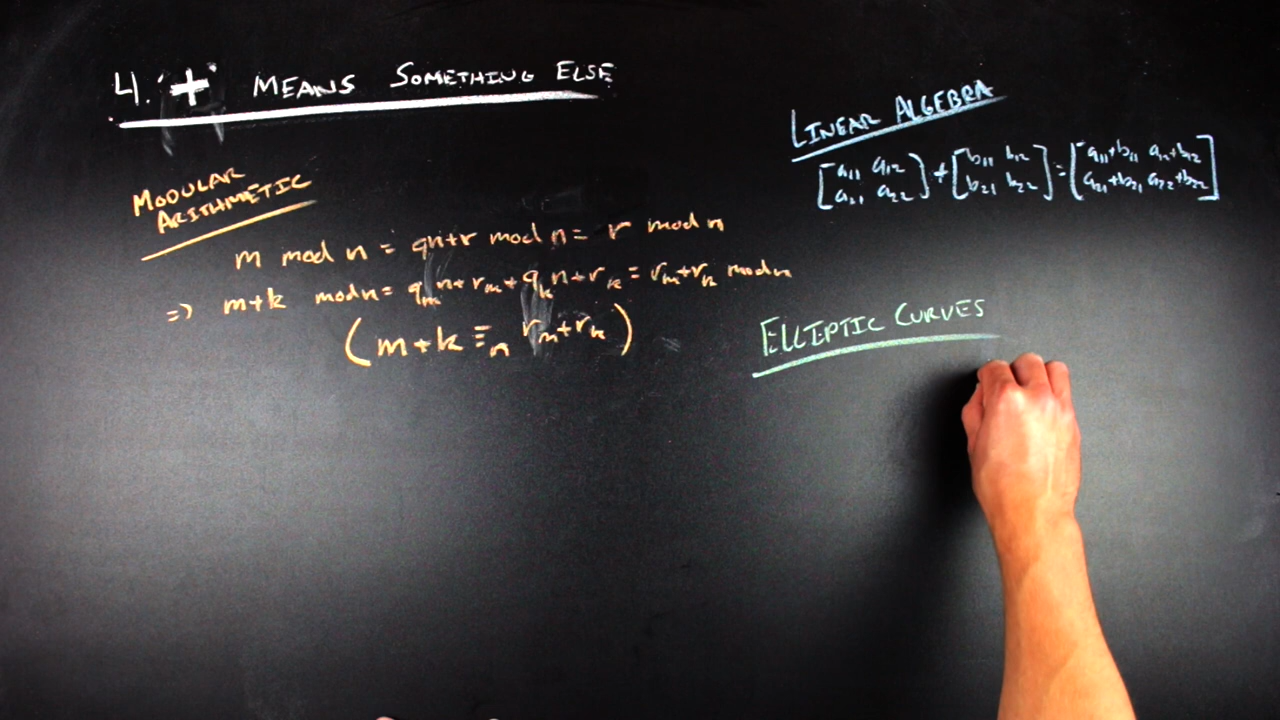 4. "+" MEANS SOMETHING ELSE
MODULAR
ARITHMETIC
m mod n = qn+r mod n = r mod n
=> m+k mod n = q_m n + r_m + q_k n + r_k = r_m + r_k mod n
(m+k ≡_n r_m + r_k)
LINEAR ALGEBRA
[a11 a12] + [b11 b12] = [a11+b11 a12+b12]
[a21 a22] [b21 b22] [a21+b21 a22+b22]
ELLIPTIC CURVES